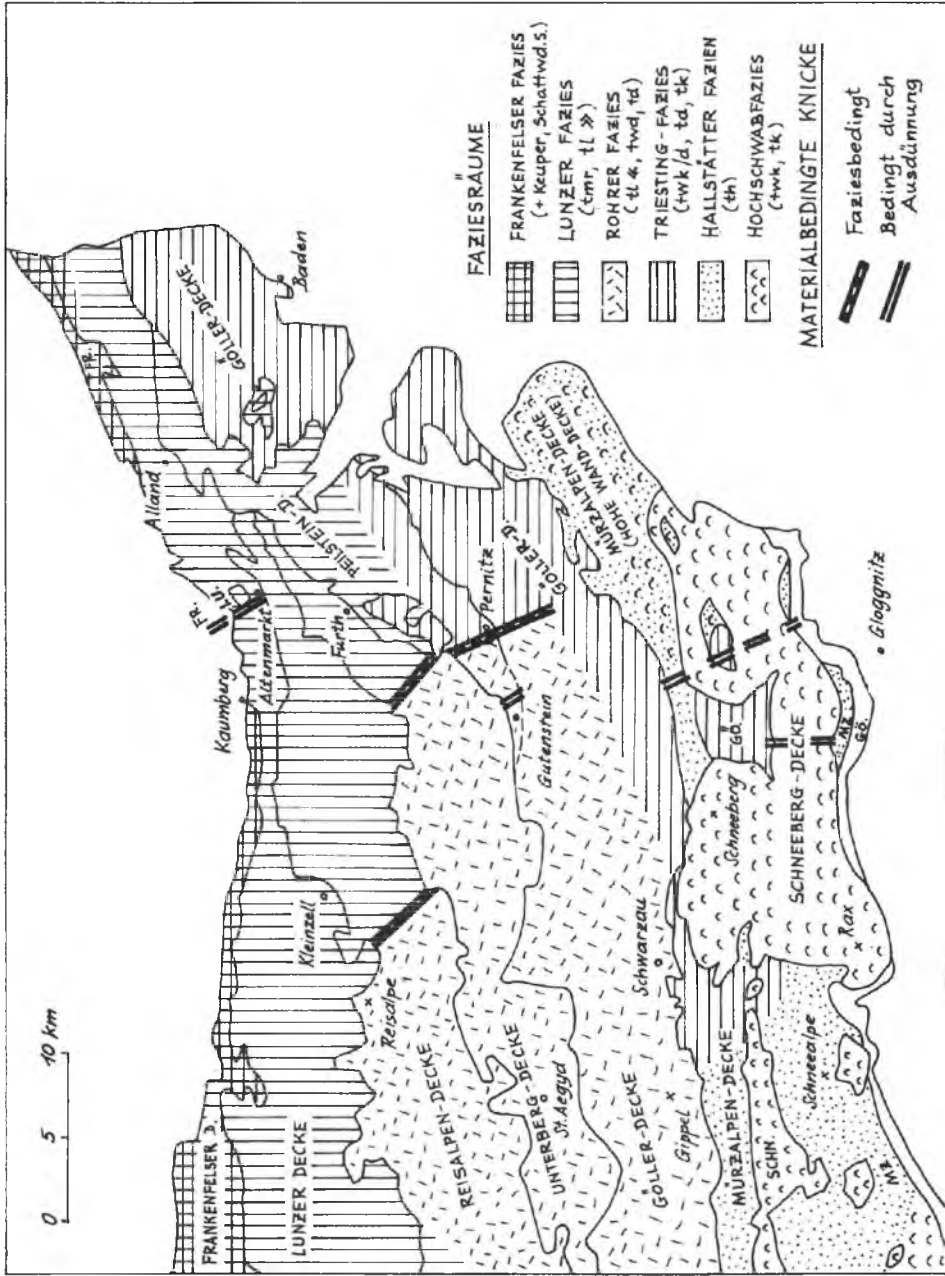 0 5 10 km
FRANKENFELSER D.
LUNZER DECKE
Kleinzell
Reisalpe
REISALPEN-DECKE
UNTERBERG-DECKE
St. Aegyd
GÖLLER-DECKE
Gippel
Schwarzau
MÜRZALPEN-DECKE
SCHN.
Schneealpe
MZ
Rax
SCHNEEBERG-DECKE
Schneeberg
GÖ.
MZ
GÖ.
Gloggnitz
Kaumberg
Altenmarkt
FR.
LU.
Furth
Gutenstein
Pernitz
GÖLLER-D.
PEILSTEIN-D.
Alland
FR.
GÖLLER-DECKE
Baden
MÜRZALPEN-DECKE
(HOHE WAND-DECKE)
FAZIESRÄUME
FRANKENFELSER FAZIES
(+ Keuper, Schattwd.s.)
LUNZER FAZIES
(tmr, tl ≫)
ROHRER FAZIES
(tl ≪, twd, td)
TRIESTING-FAZIES
(twk/d, td, tk)
HALLSTÄTTER FAZIEN
(th)
HOCHSCHWABFAZIES
(twk, tk)
MATERIALBEDINGTE KNICKE
Faziesbedingt
Bedingt durch
Ausdünnung